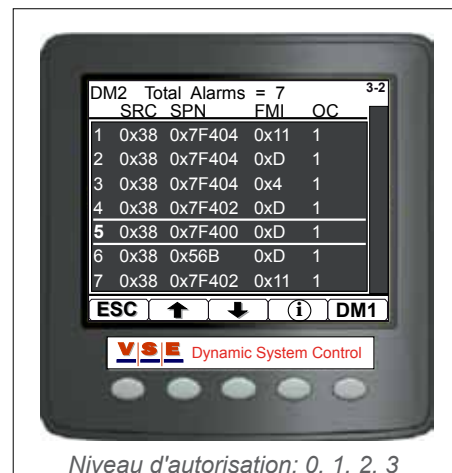 DM2 Total Alarms = 7 3-2
SRC SPN FMI OC
1 0x38 0x7F404 0x11 1
2 0x38 0x7F404 0xD 1
3 0x38 0x7F404 0x4 1
4 0x38 0x7F402 0xD 1
5 0x38 0x7F400 0xD 1
6 0x38 0x56B 0xD 1
7 0x38 0x7F402 0x11 1
ESC ↑ ↓ i DM1
VSE Dynamic System Control
Niveau d'autorisation: 0, 1, 2, 3